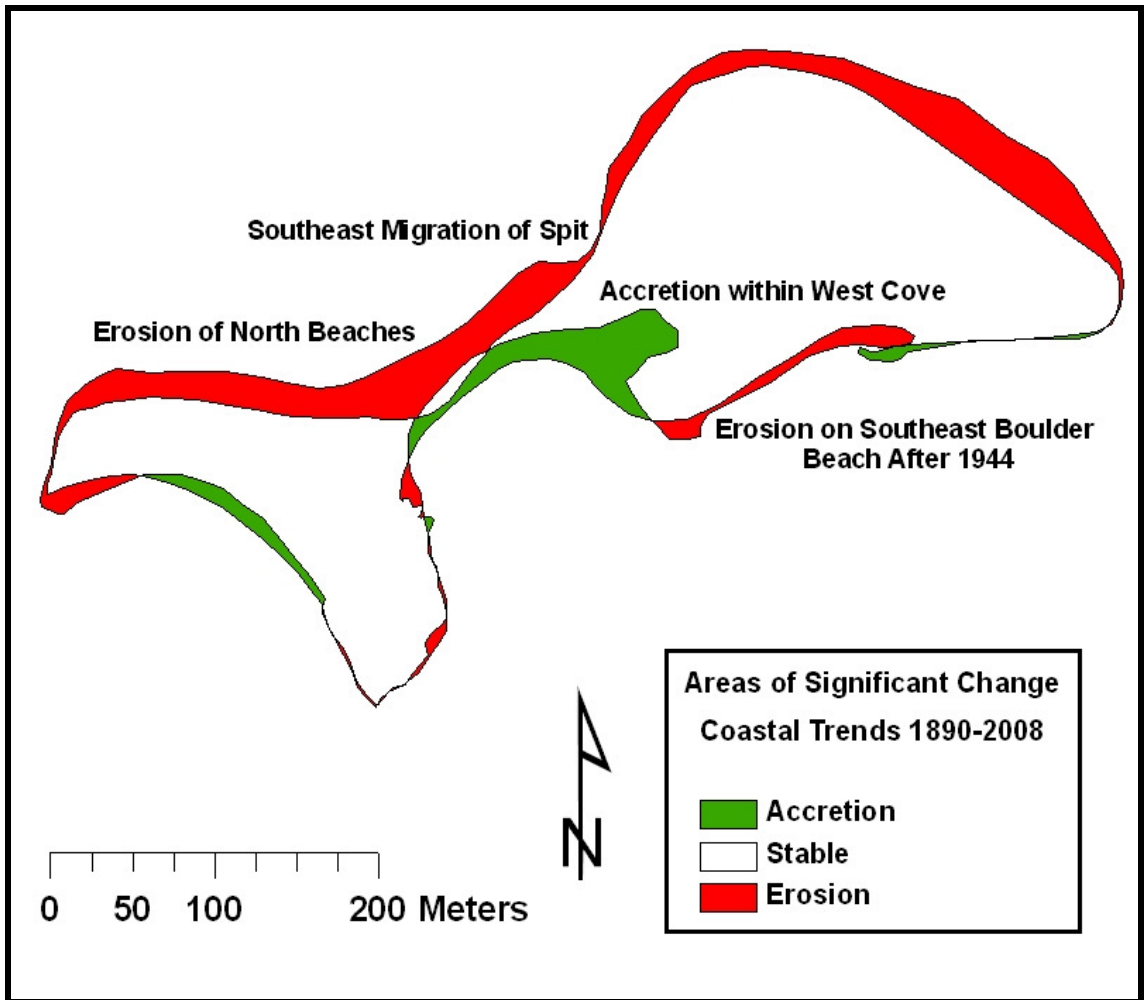 Southeast Migration of Spit
Accretion within West Cove
Erosion of North Beaches
Erosion on Southeast Boulder
Beach After 1944
Areas of Significant Change
Coastal Trends 1890-2008
Accretion
Stable
Erosion
N
0 50 100 200 Meters